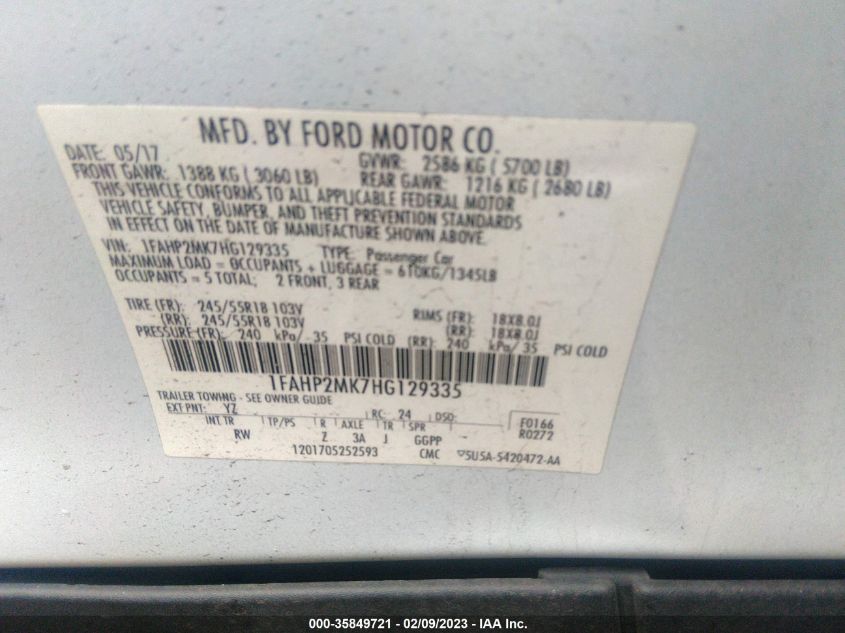 MFD. BY FORD MOTOR CO.
DATE: 05/17 GVWR: 2586 KG ( 5700 LB)
FRONT GAWR: 1388 KG ( 3060 LB) REAR GAWR: 1216 KG ( 2680 LB)
THIS VEHICLE CONFORMS TO ALL APPLICABLE FEDERAL MOTOR
VEHICLE SAFETY, BUMPER, AND THEFT PREVENTION STANDARDS
IN EFFECT ON THE DATE OF MANUFACTURE SHOWN ABOVE.
VIN: 1FAHP2MK7HG129335 TYPE: Passenger Car
MAXIMUM LOAD = OCCUPANTS + LUGGAGE = 610KG/1345LB
OCCUPANTS = 5 TOTAL; 2 FRONT, 3 REAR
TIRE (FR): 245/55R18 103V RIMS (FR): 18X8.0J
(RR): 245/55R18 103V (RR): 18X8.0J
PRESSURE(FR): 240 kPa/ 35 PSI COLD (RR): 240 kPa/ 35 PSI COLD
1FAHP2MK7HG129335
TRAILER TOWING - SEE OWNER GUIDE
EXT PNT: YZ RC: 24 DSO: F0166
INT TR TP/PS R AXLE TR SPR R0272
RW Z 3A J GGPP
1201705252593 CMC 5U5A-5420472-AA
000-35849721 - 02/09/2023 - IAA Inc.